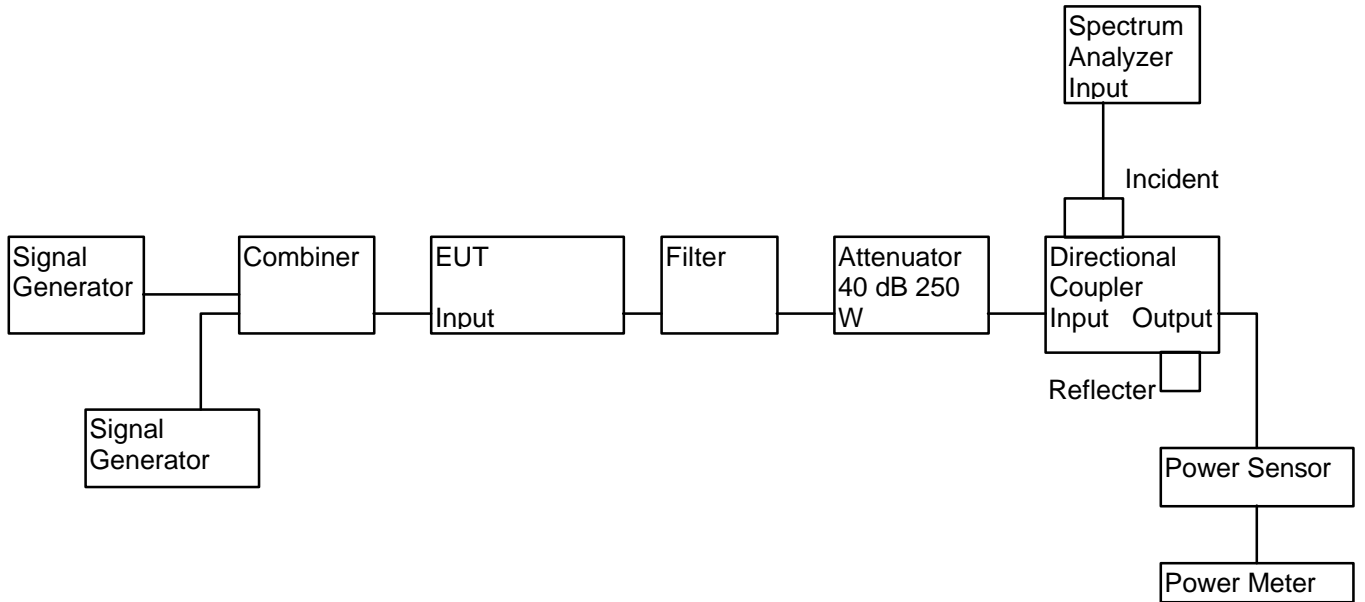 Spectrum
Analyzer
Input
Incident
Signal
Generator
Combiner
EUT
Input
Filter
Attenuator
40 dB 250
W
Directional
Coupler
Input Output
Reflecter
Signal
Generator
Power Sensor
Power Meter